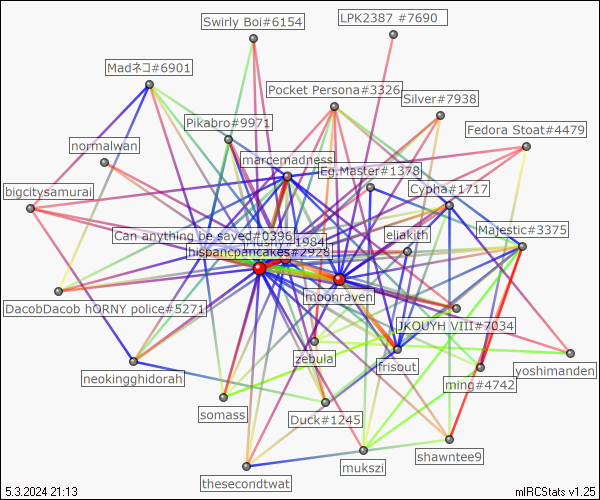 Swirly Boi#6154
LPK2387 #7690
Madネコ#6901
Pocket Persona#3326
Silver#7938
Pikabro#9971
Fedora Stoat#4479
normalwan
marcemadness
Eg.Master#1378
bigcitysamurai
Cypha#1717
Can anything be saved#0396
eliakith
Majestic#3375
#1984
hispancpancakes#2928
moonraven
DacobDacob hORNY police#5271
JKOUYH VIII#7034
zebula
frisout
yoshimanden
neokingghidorah
ming#4742
somass
Duck#1245
shawntee9
mukszi
thesecondtwat
5.3.2024 21:13
mIRCStats v1.25